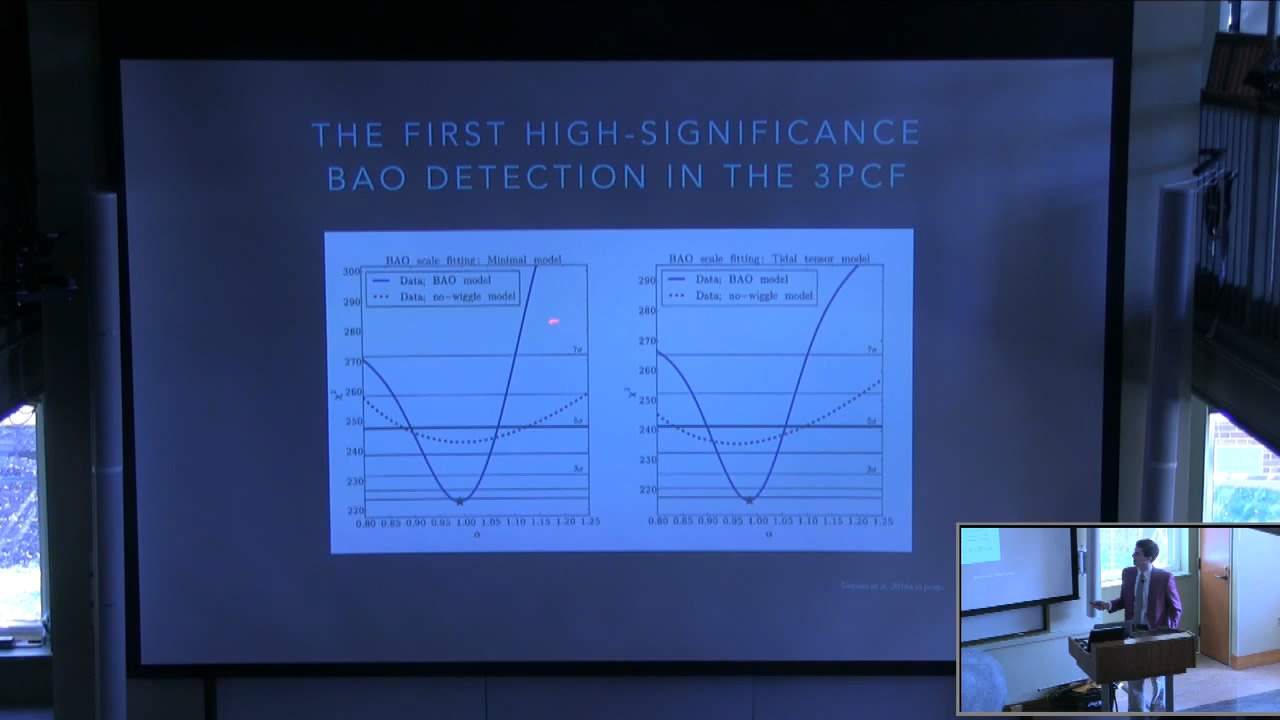 THE FIRST HIGH-SIGNIFICANCE
BAO DETECTION IN THE 3PCF
BAO scale fitting: Minimal model
Data; BAO model
Data; no-wiggle model
300
290
280
270
260
250
240
230
220
χ²
7σ
5σ
3σ
0.80 0.85 0.90 0.95 1.00 1.05 1.10 1.15 1.20 1.25
α
BAO scale fitting: Tidal tensor model
Data; BAO model
Data; no-wiggle model
290
280
270
260
250
240
230
220
χ²
7σ
5σ
3σ
0.80 0.85 0.90 0.95 1.00 1.05 1.10 1.15 1.20 1.25
α
et al. 2016a in prep.